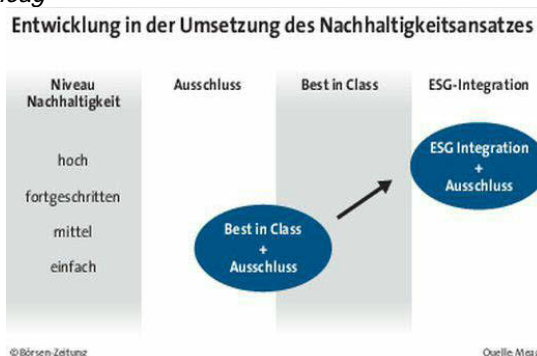 Entwicklung in der Umsetzung des Nachhaltigkeitsansatzes
Niveau
Nachhaltigkeit
Ausschluss
Best in Class
ESG-Integration
hoch
fortgeschritten
mittel
einfach
ESG Integration
+
Ausschluss
Best in Class
+
Ausschluss
© Börsen-Zeitung
Quelle: